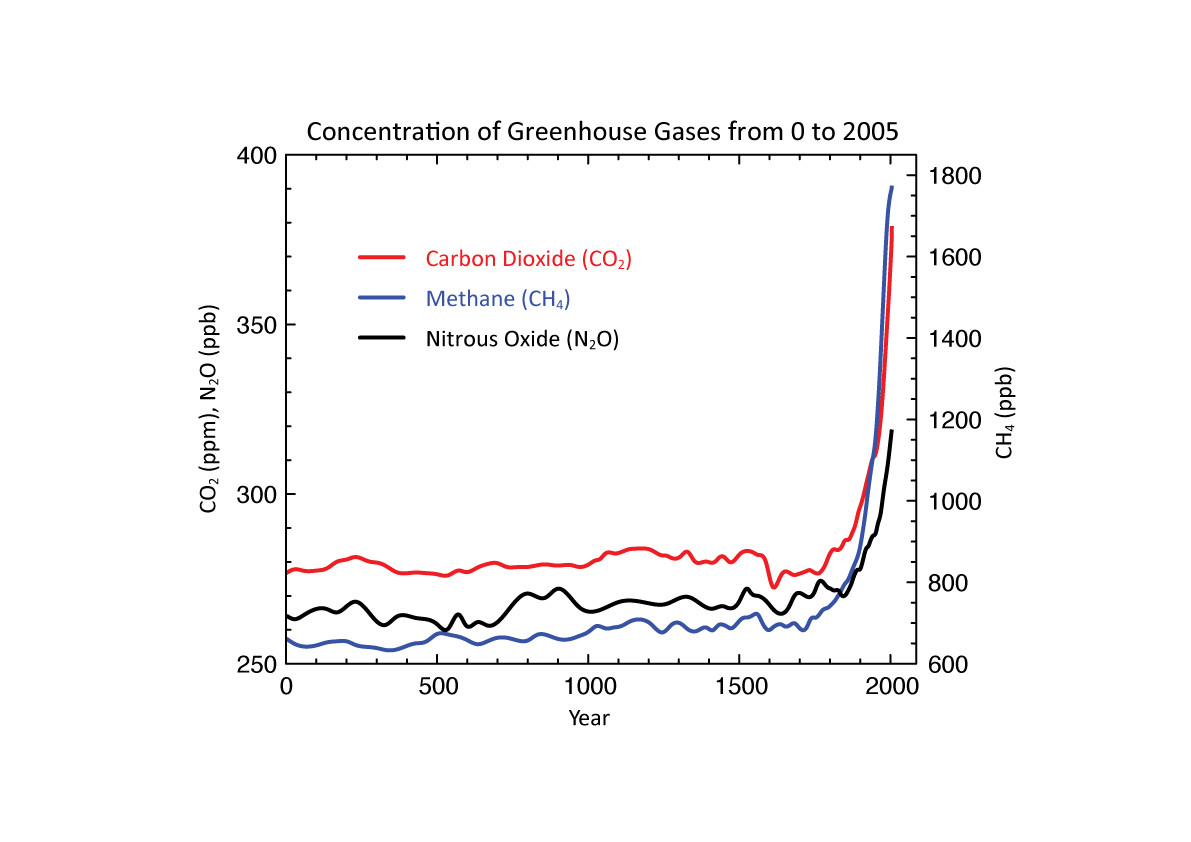 Concentration of Greenhouse Gases from 0 to 2005
400
350
300
250
CO₂ (ppm), N₂O (ppb)
Carbon Dioxide (CO₂)
Methane (CH₄)
Nitrous Oxide (N₂O)
1800
1600
1400
1200
1000
800
600
CH₄ (ppb)
0 500 1000 1500 2000
Year